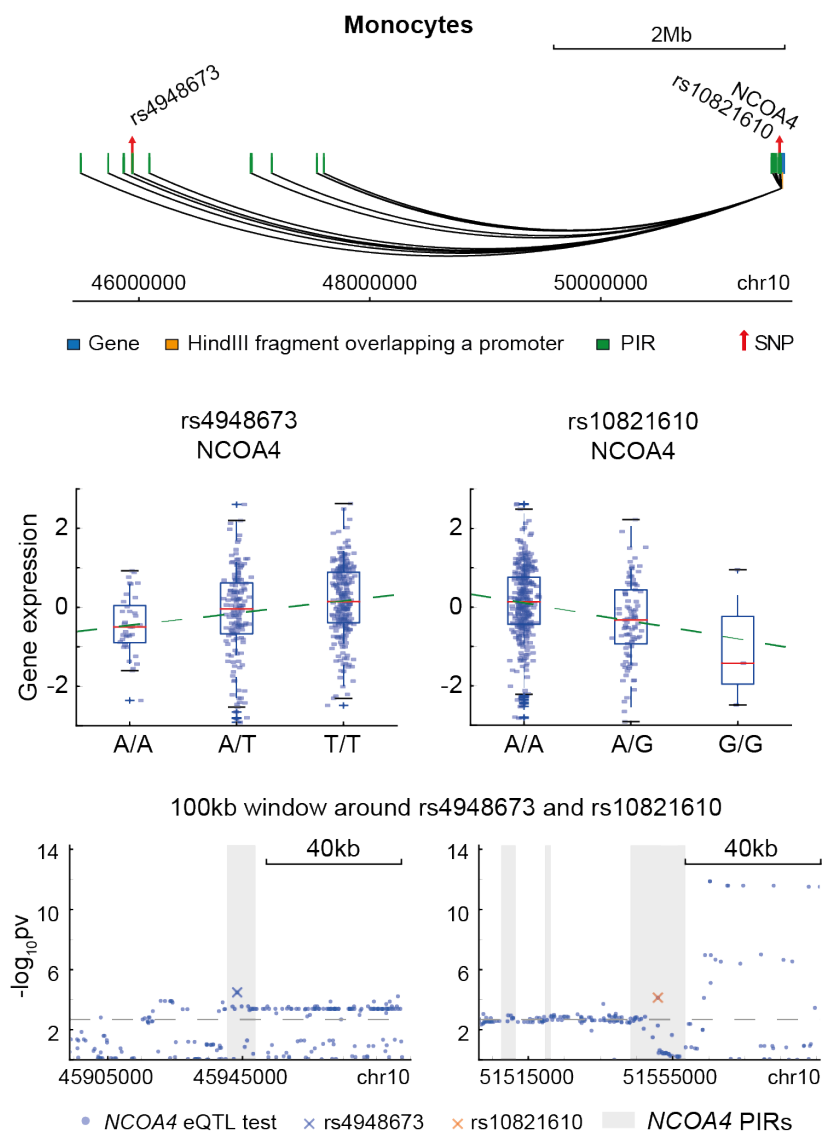 Monocytes
2Mb
rs4948673
rs10821610
NCOA4
46000000 48000000 50000000 chr10
Gene HindIII fragment overlapping a promoter PIR SNP
rs4948673
NCOA4
rs10821610
NCOA4
Gene expression
2
0
-2
A/A A/T T/T
2
0
-2
A/A A/G G/G
100kb window around rs4948673 and rs10821610
-log10pv
14
10
6
2
40kb
45905000 45945000 chr10
14
10
6
2
40kb
51515000 51555000 chr10
NCOA4 eQTL test rs4948673 rs10821610 NCOA4 PIRs